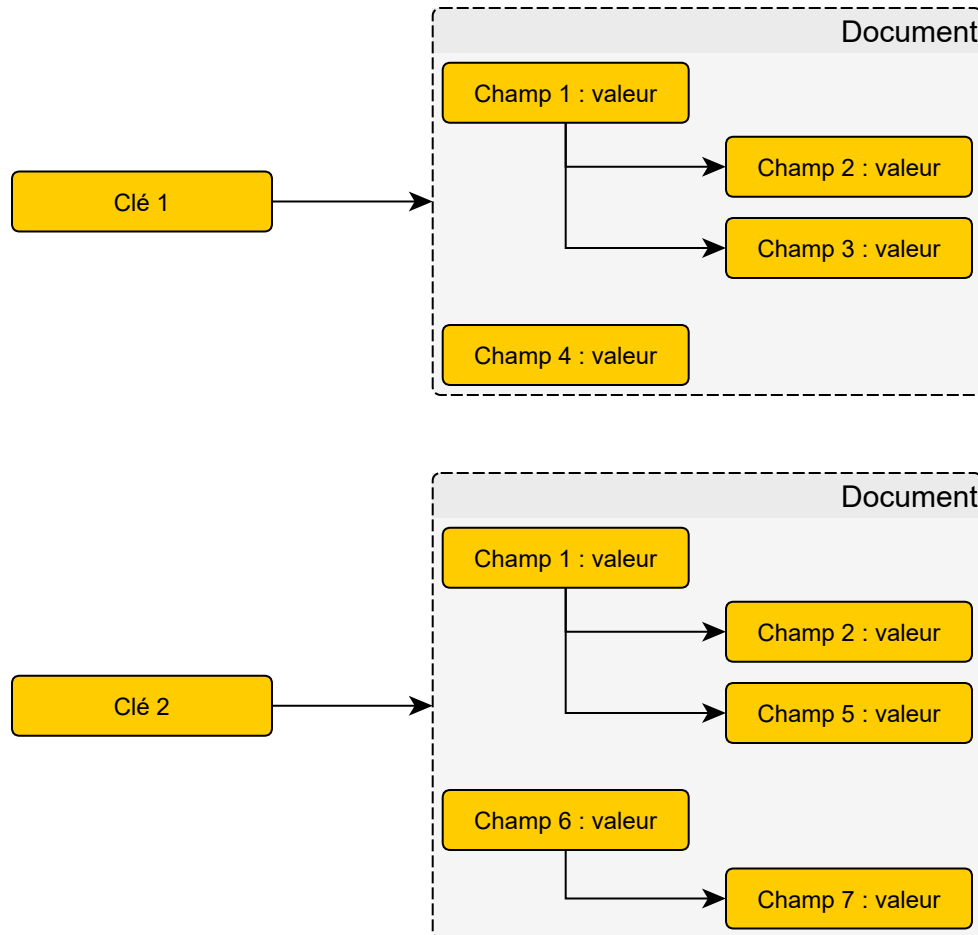 Document
Champ 1 : valeur
Champ 2 : valeur
Clé 1
Champ 3 : valeur
Champ 4 : valeur
Document
Champ 1 : valeur
Champ 2 : valeur
Clé 2
Champ 5 : valeur
Champ 6 : valeur
Champ 7 : valeur